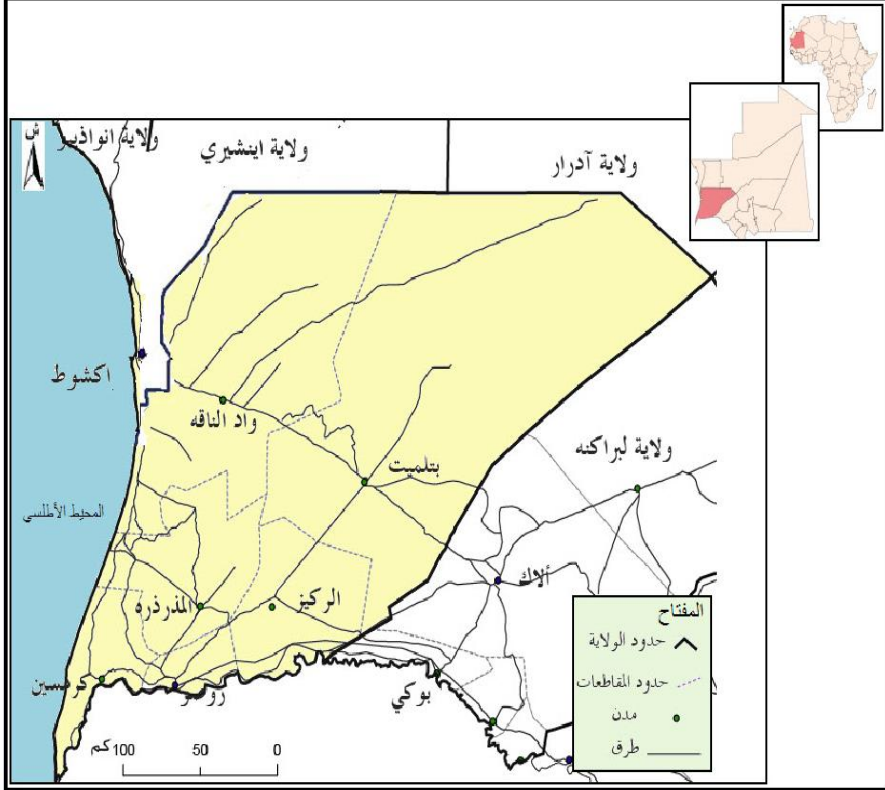 ش
ولاية انواذيبو
ولاية اينشيري
ولاية آدرار
اكشوط
واد الناقه
بتلميت
ولاية لبراكنه
المحيط الأطلسي
ألاك
المذرذره
الركيز
كرمسين
روصو
بوكي
المفتاح
حدود الولاية
حدود المقاطعات
مدن
طرق
0 50 100 كم